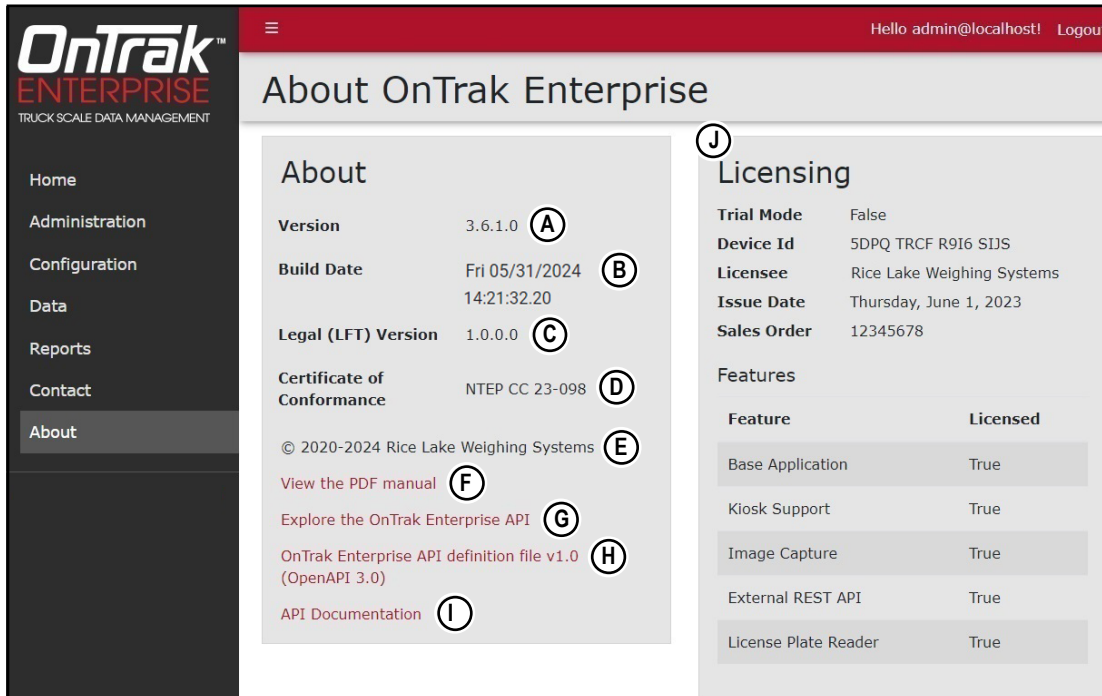 OnTrak™
ENTERPRISE
TRUCK SCALE DATA MANAGEMENT
Home
Administration
Configuration
Data
Reports
Contact
About
☰ Hello admin@localhost! Logout
About OnTrak Enterprise
About
Version 3.6.1.0 A
Build Date Fri 05/31/2024 B
14:21:32.20
Legal (LFT) Version 1.0.0.0 C
Certificate of
Conformance NTEP CC 23-098 D
© 2020-2024 Rice Lake Weighing Systems E
View the PDF manual F
Explore the OnTrak Enterprise API G
OnTrak Enterprise API definition file v1.0 H
(OpenAPI 3.0)
API Documentation I
J
Licensing
Trial Mode False
Device Id 5DPQ TRCF R9I6 SIJS
Licensee Rice Lake Weighing Systems
Issue Date Thursday, June 1, 2023
Sales Order 12345678
Features
Feature Licensed
Base Application True
Kiosk Support True
Image Capture True
External REST API True
License Plate Reader True